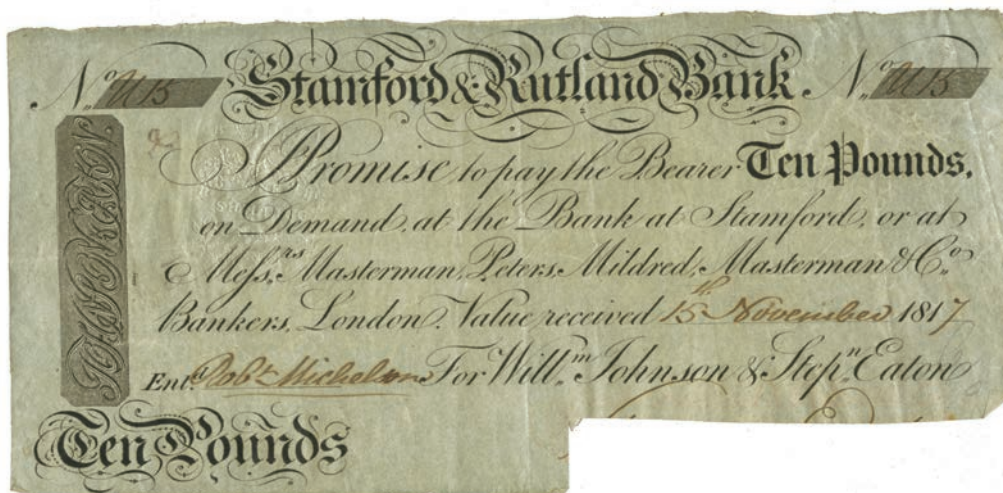 No. U15 Stamford & Rutland Bank. No. U15
I Promise to pay the Bearer Ten Pounds,
on Demand, at the Bank at Stamford, or at
Mess.rs Masterman, Peters, Mildred, Masterman & Co.
Bankers, London. Value received 15th November 1817
Ent.d Robt. Michelson For Will.m Johnson & Step.n Eaton
Ten Pounds